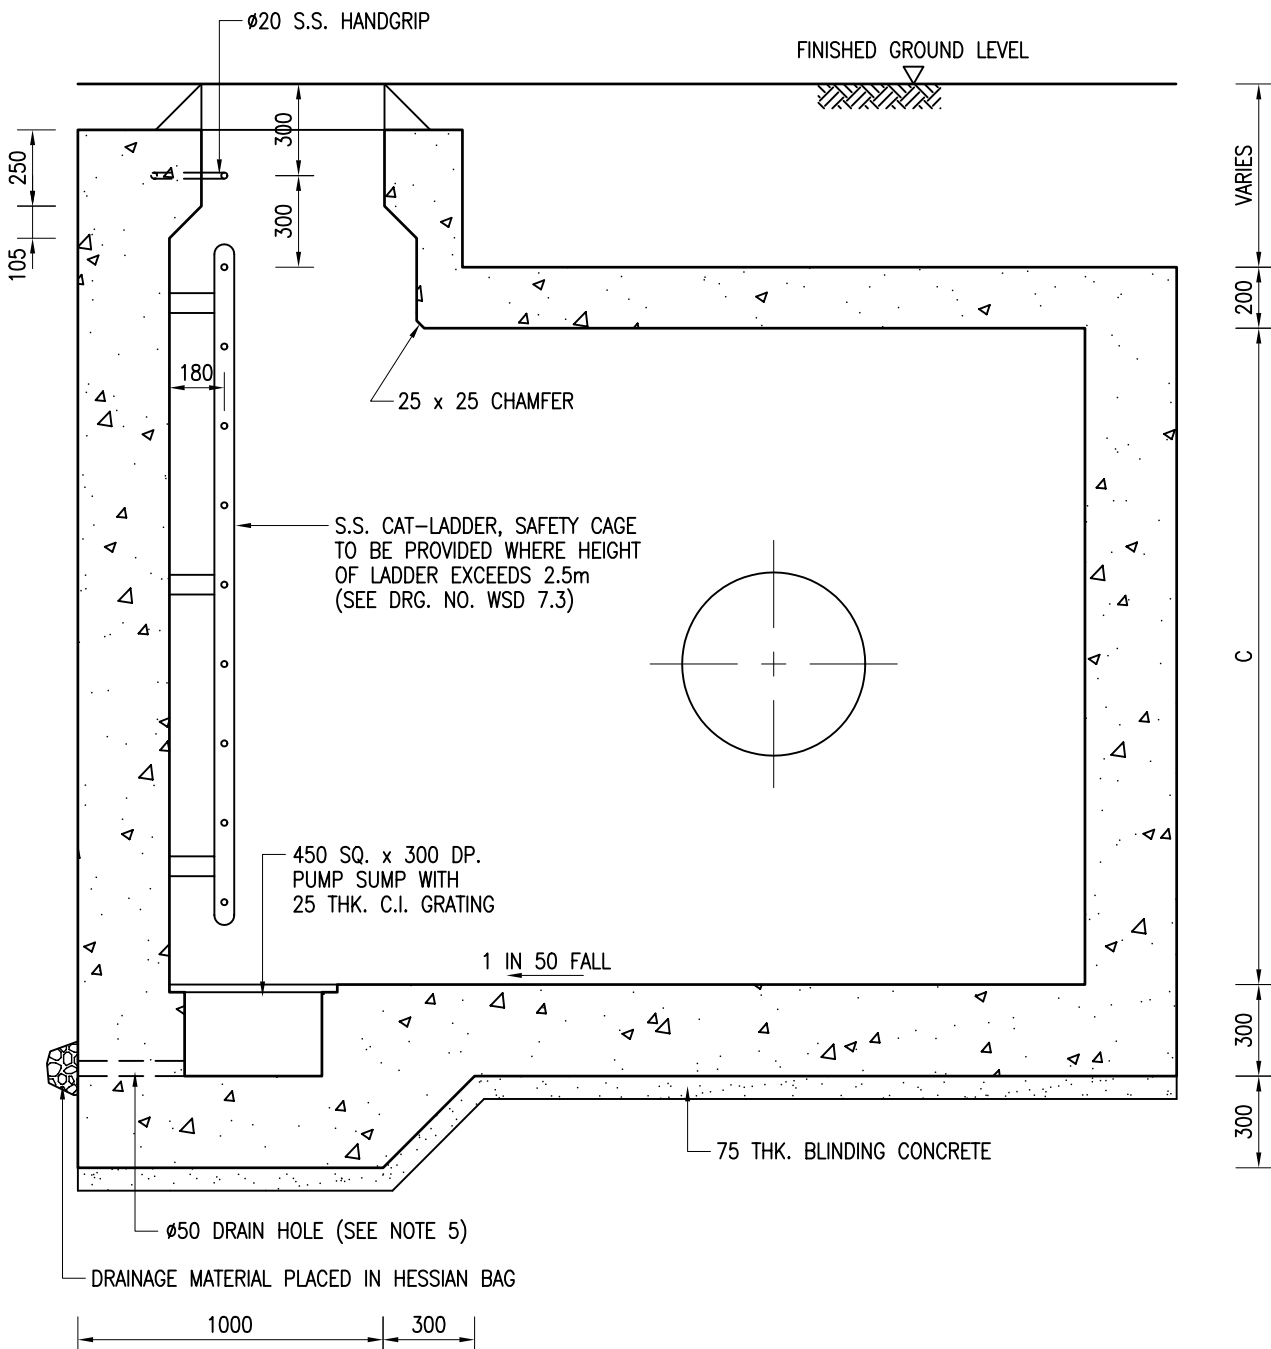 ø20 S.S. HANDGRIP
FINISHED GROUND LEVEL
300
250
VARIES
300
105
200
180
25 x 25 CHAMFER
S.S. CAT-LADDER, SAFETY CAGE
TO BE PROVIDED WHERE HEIGHT
OF LADDER EXCEEDS 2.5m
(SEE DRG. NO. WSD 7.3)
C
450 SQ. x 300 DP.
PUMP SUMP WITH
25 THK. C.I. GRATING
1 IN 50 FALL
300
300
75 THK. BLINDING CONCRETE
ø50 DRAIN HOLE (SEE NOTE 5)
DRAINAGE MATERIAL PLACED IN HESSIAN BAG
1000
300